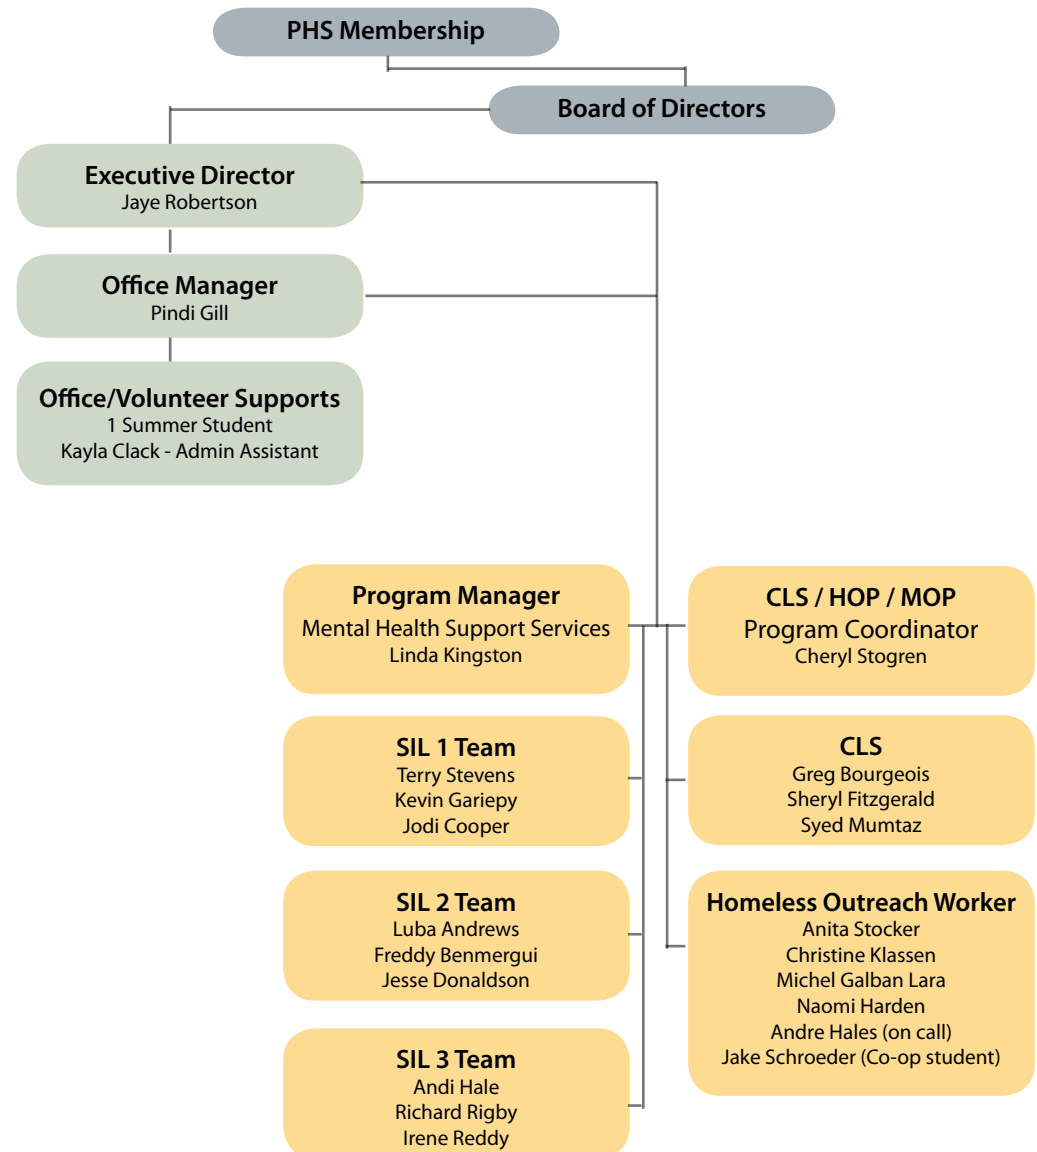 PHS Membership
Board of Directors
Executive Director
Jaye Robertson
Office Manager
Pindi Gill
Office/Volunteer Supports
1 Summer Student
Kayla Clack - Admin Assistant
Program Manager
Mental Health Support Services
Linda Kingston
CLS / HOP / MOP
Program Coordinator
Cheryl Stogren
SIL 1 Team
Terry Stevens
Kevin Gariepy
Jodi Cooper
CLS
Greg Bourgeois
Sheryl Fitzgerald
Syed Mumtaz
SIL 2 Team
Luba Andrews
Freddy Benmergui
Jesse Donaldson
Homeless Outreach Worker
Anita Stocker
Christine Klassen
Michel Galban Lara
Naomi Harden
Andre Hales (on call)
Jake Schroeder (Co-op student)
SIL 3 Team
Andi Hale
Richard Rigby
Irene Reddy